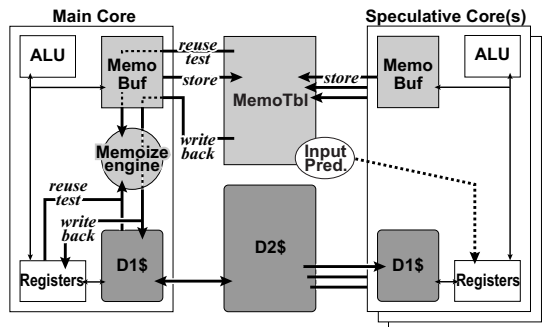 Main Core
Speculative Core(s)
ALU
Memo
Buf
reuse
test
store
MemoTbl
store
Memo
Buf
ALU
Memoize
engine
write
back
Input
Pred.
reuse
test
write
back
D1$
D2$
D1$
Registers
Registers